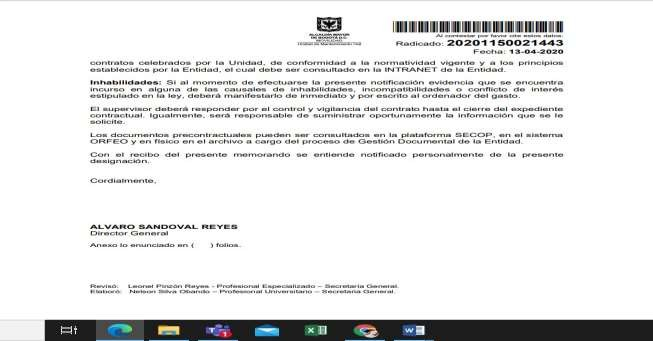 ALCALDÍA MAYOR
DE BOGOTÁ D.C.
MOVILIDAD
Al contestar por favor cite estos datos:
Radicado: 20201150021443
Fecha: 13-04-2020
contratos celebrados por la Unidad, de conformidad a la normatividad vigente y a los principios
establecidos por la Entidad, el cual debe ser consultado en la INTRANET de la Entidad.
Inhabilidades: Si al momento de efectuarse la presente notificación evidencia que se encuentra
incurso en alguna de las causales de inhabilidades, incompatibilidades o conflicto de interés
estipulado en la ley, deberá manifestarlo de inmediato y por escrito al ordenador del gasto.
El supervisor deberá responder por el control y vigilancia del contrato hasta el cierre del expediente
contractual. Igualmente, será responsable de suministrar oportunamente la información que se le
solicite.
Los documentos precontractuales pueden ser consultados en la plataforma SECOP, en el sistema
ORFEO y en físico en el archivo a cargo del proceso de Gestión Documental de la Entidad.
Con el recibo del presente memorando se entiende notificado personalmente de la presente
designación.
Cordialmente,
ALVARO SANDOVAL REYES
Director General
Anexo lo enunciado en ( ) folios.
Revisó: Leonel Pinzón Reyes - Profesional Especializado – Secretaria General.
Elaboró: Nelson Silva Obando – Profesional Universitario – Secretaria General.